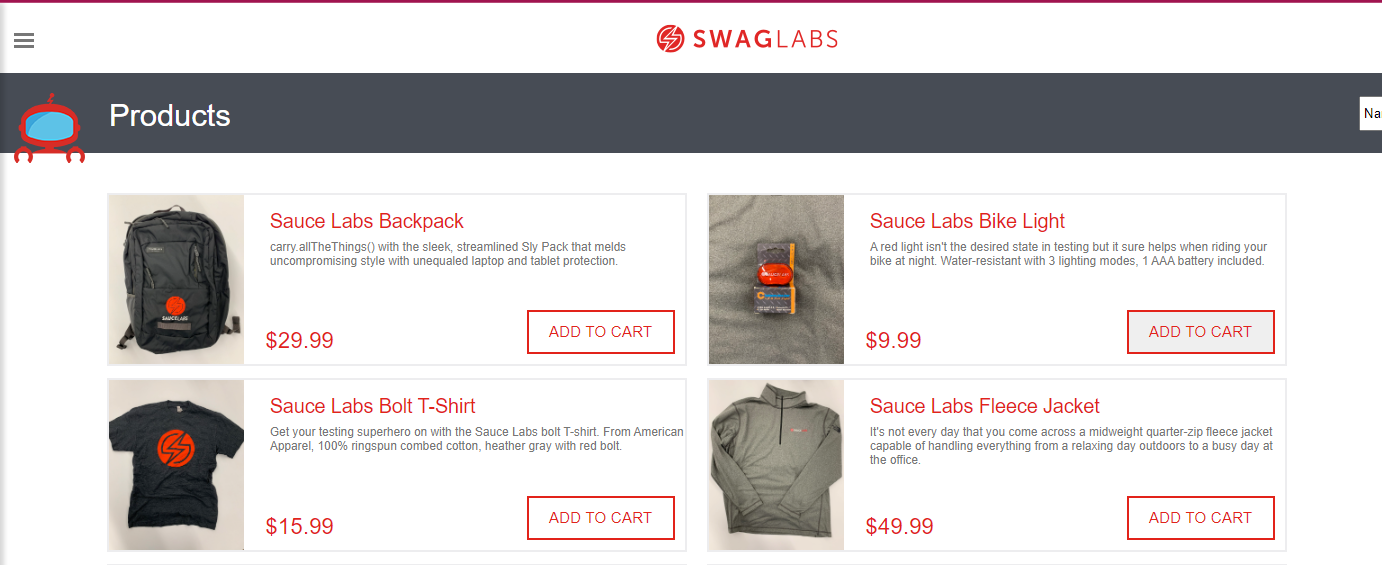 SWAGLABS
Products
Na
Sauce Labs Backpack
carry.allTheThings() with the sleek, streamlined Sly Pack that melds
uncompromising style with unequaled laptop and tablet protection.
$29.99
ADD TO CART
SAUCELABS
Sauce Labs Bike Light
A red light isn't the desired state in testing but it sure helps when riding your
bike at night. Water-resistant with 3 lighting modes, 1 AAA battery included.
$9.99
ADD TO CART
Sauce Labs Bolt T-Shirt
Get your testing superhero on with the Sauce Labs bolt T-shirt. From American
Apparel, 100% ringspun combed cotton, heather gray with red bolt.
$15.99
ADD TO CART
Sauce Labs Fleece Jacket
It's not every day that you come across a midweight quarter-zip fleece jacket
capable of handling everything from a relaxing day outdoors to a busy day at
the office.
$49.99
ADD TO CART